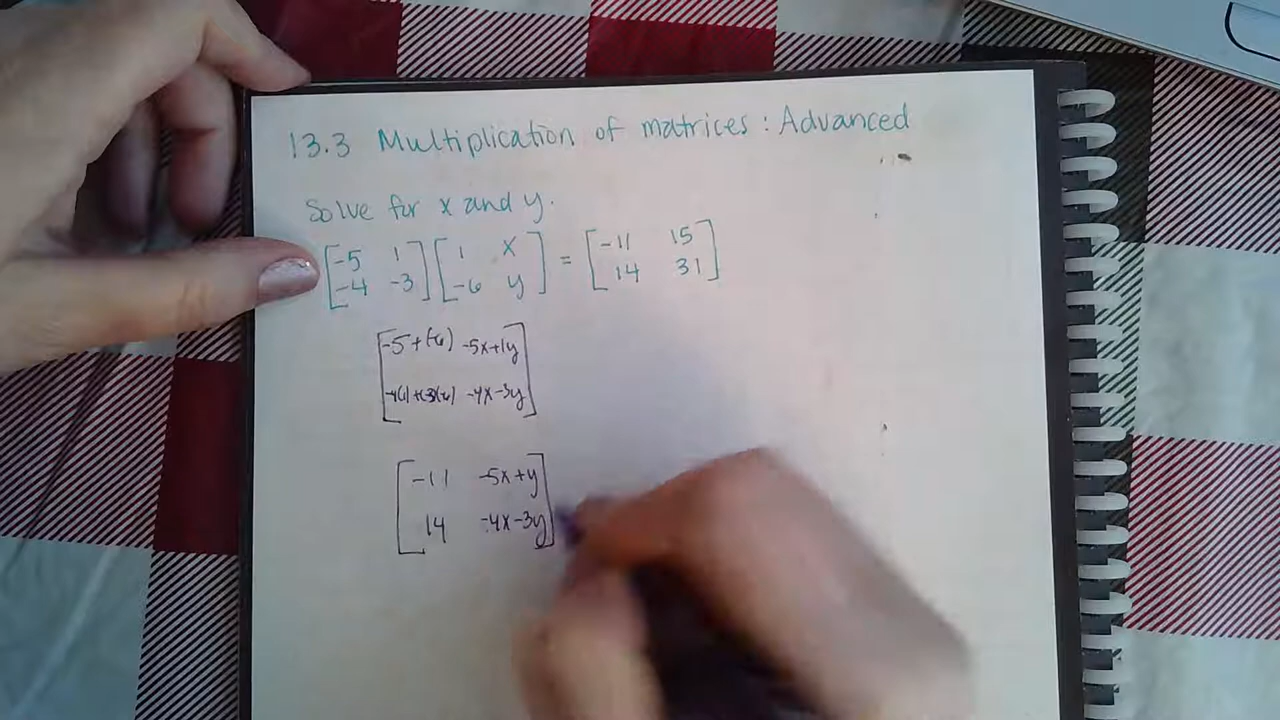 13.3 Multiplication of matrices: Advanced
Solve for x and y.
[-5 1] [1 x] = [-11 15]
[-4 -3] [-6 y] [14 31]
[-5+(-6) -5x+1y]
[-4(1)+(-3)(-6) -4x-3y]
[-11 -5x+y]
[14 -4x-3y]